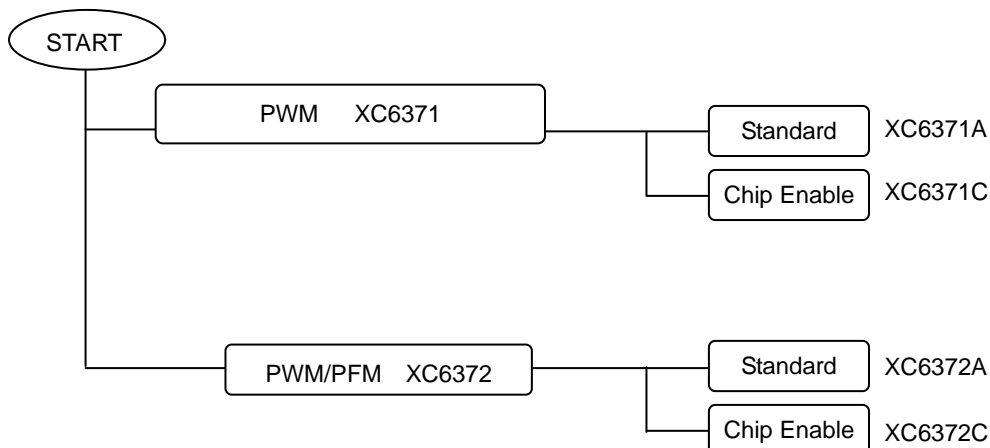 START
PWM XC6371
Standard XC6371A
Chip Enable XC6371C
PWM/PFM XC6372
Standard XC6372A
Chip Enable XC6372C